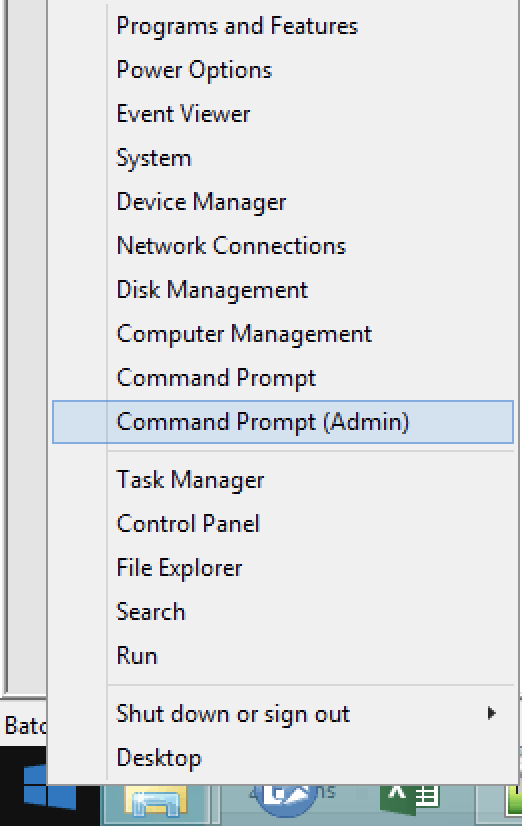 Programs and Features
Power Options
Event Viewer
System
Device Manager
Network Connections
Disk Management
Computer Management
Command Prompt
Command Prompt (Admin)
Task Manager
Control Panel
File Explorer
Search
Run
Shut down or sign out
Desktop